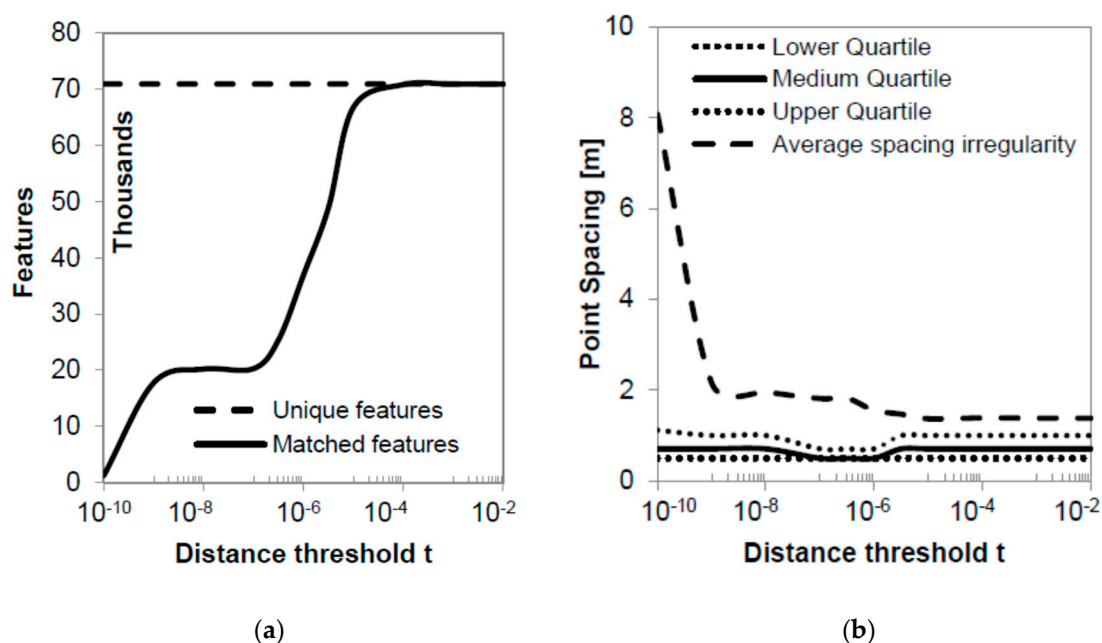 80
70
60
50
40
30
20
10
0
Features
Thousands
Unique features
Matched features
10-10
10-8
10-6
10-4
10-2
Distance threshold t
(a)
10
8
6
4
2
0
Point Spacing [m]
Lower Quartile
Medium Quartile
Upper Quartile
Average spacing irregularity
10-10
10-8
10-6
10-4
10-2
Distance threshold t
(b)